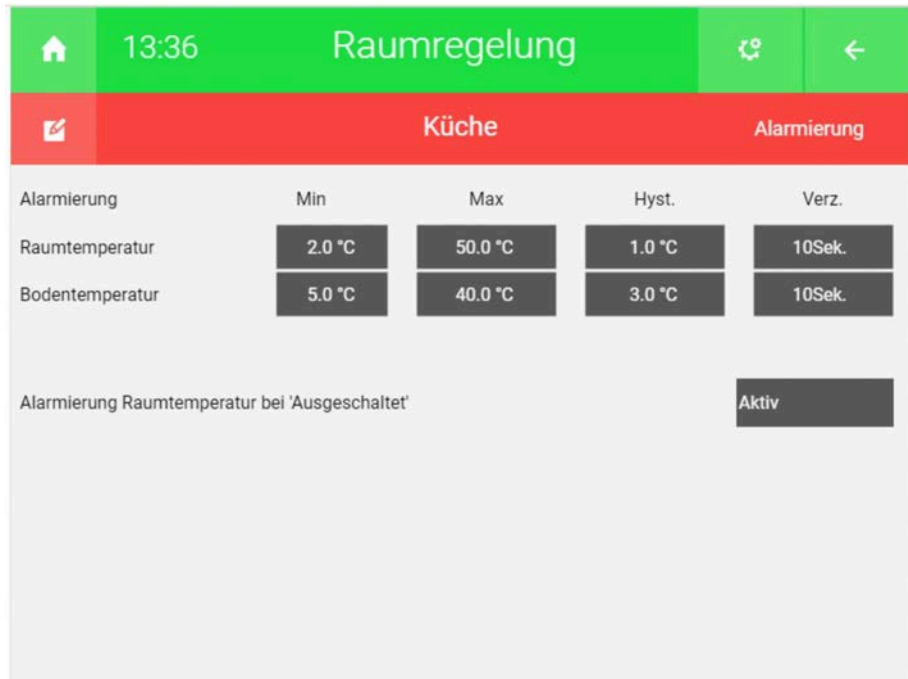 13:36 Raumregelung
Küche Alarmierung
Alarmierung Min Max Hyst. Verz.
Raumtemperatur 2.0 °C 50.0 °C 1.0 °C 10Sek.
Bodentemperatur 5.0 °C 40.0 °C 3.0 °C 10Sek.
Alarmierung Raumtemperatur bei 'Ausgeschaltet' Aktiv